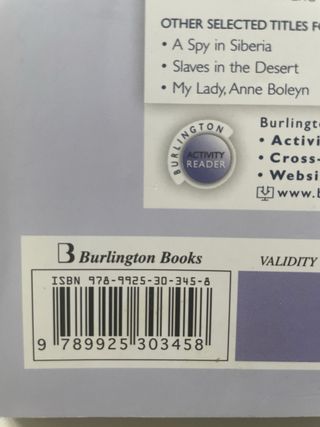 OTHER SELECTED TITLES
• A Spy in Siberia
• Slaves in the Desert
• My Lady, Anne Boleyn
BURLINGTON
ACTIVITY
READER
Burlingt
• Activi
• Cross-
• Websi
www.b
B Burlington Books
VALIDITY
ISBN 978-9925-30-345-8
9 789925 303458